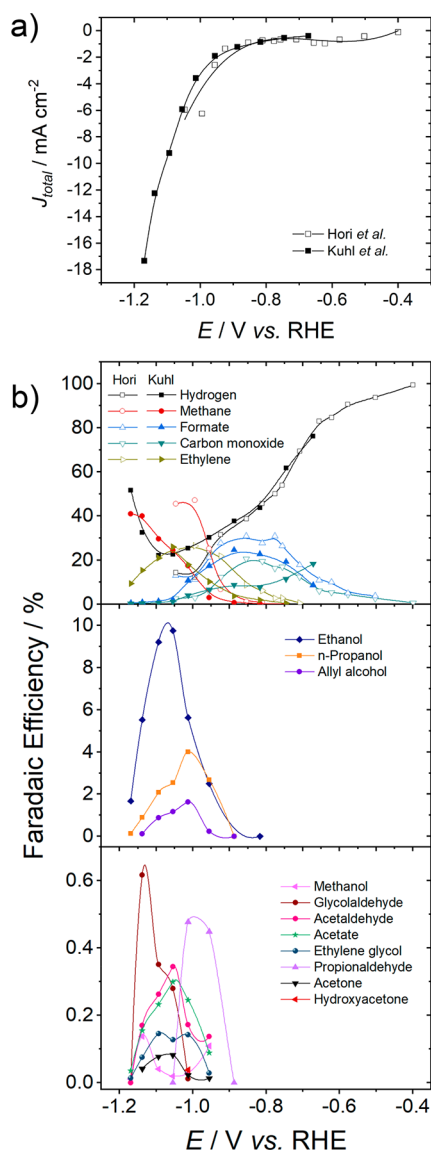 a)
0
-2
-4
-6
-8
-10
-12
-14
-16
-18
J_total / mA cm⁻²
Hori et al.
Kuhl et al.
-1.2 -1.0 -0.8 -0.6 -0.4
E / V vs. RHE
b)
Hori Kuhl
Hydrogen
Methane
Formate
Carbon monoxide
Ethylene
100
80
60
40
20
0
Ethanol
n-Propanol
Allyl alcohol
10
8
6
4
2
0
Faradaic Efficiency / %
Methanol
Glycolaldehyde
Acetaldehyde
Acetate
Ethylene glycol
Propionaldehyde
Acetone
Hydroxyacetone
0.6
0.4
0.2
0.0
-1.2 -1.0 -0.8 -0.6 -0.4
E / V vs. RHE